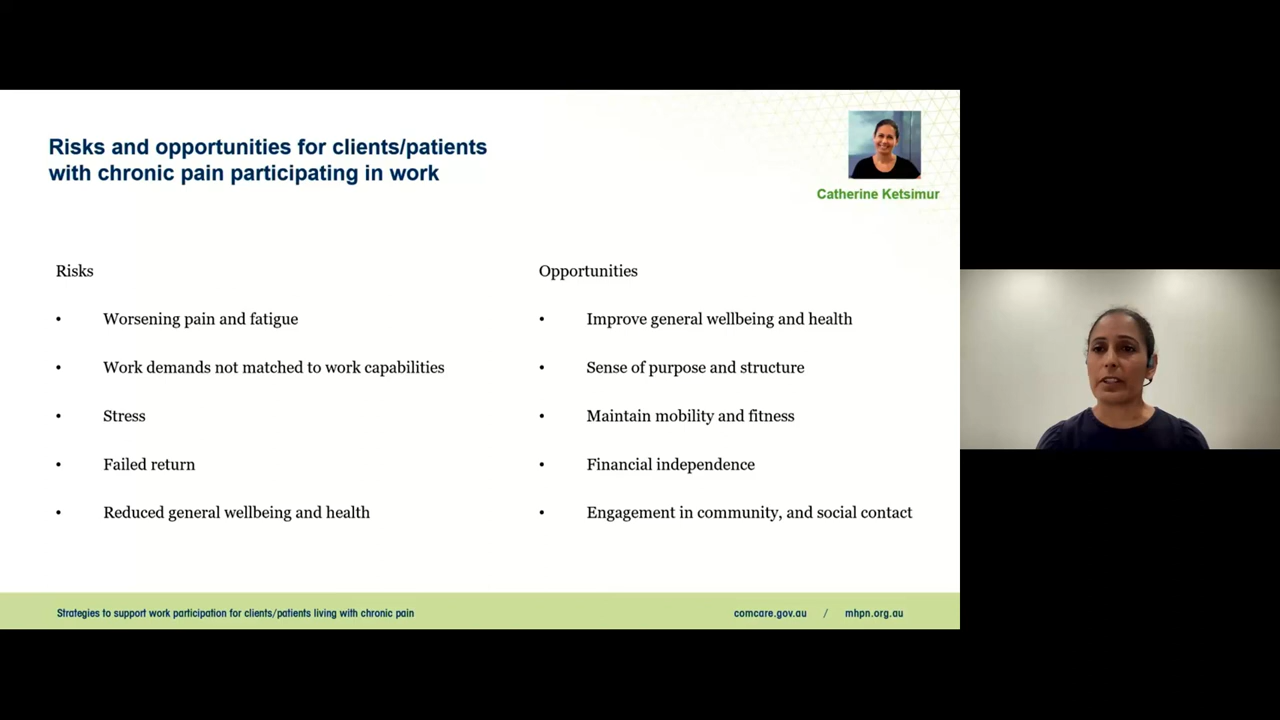 Risks and opportunities for clients/patients
with chronic pain participating in work
Catherine Ketsimur
Risks
• Worsening pain and fatigue
• Work demands not matched to work capabilities
• Stress
• Failed return
• Reduced general wellbeing and health
Opportunities
• Improve general wellbeing and health
• Sense of purpose and structure
• Maintain mobility and fitness
• Financial independence
• Engagement in community, and social contact
Strategies to support work participation for clients/patients living with chronic pain
comcare.gov.au / mhpn.org.au